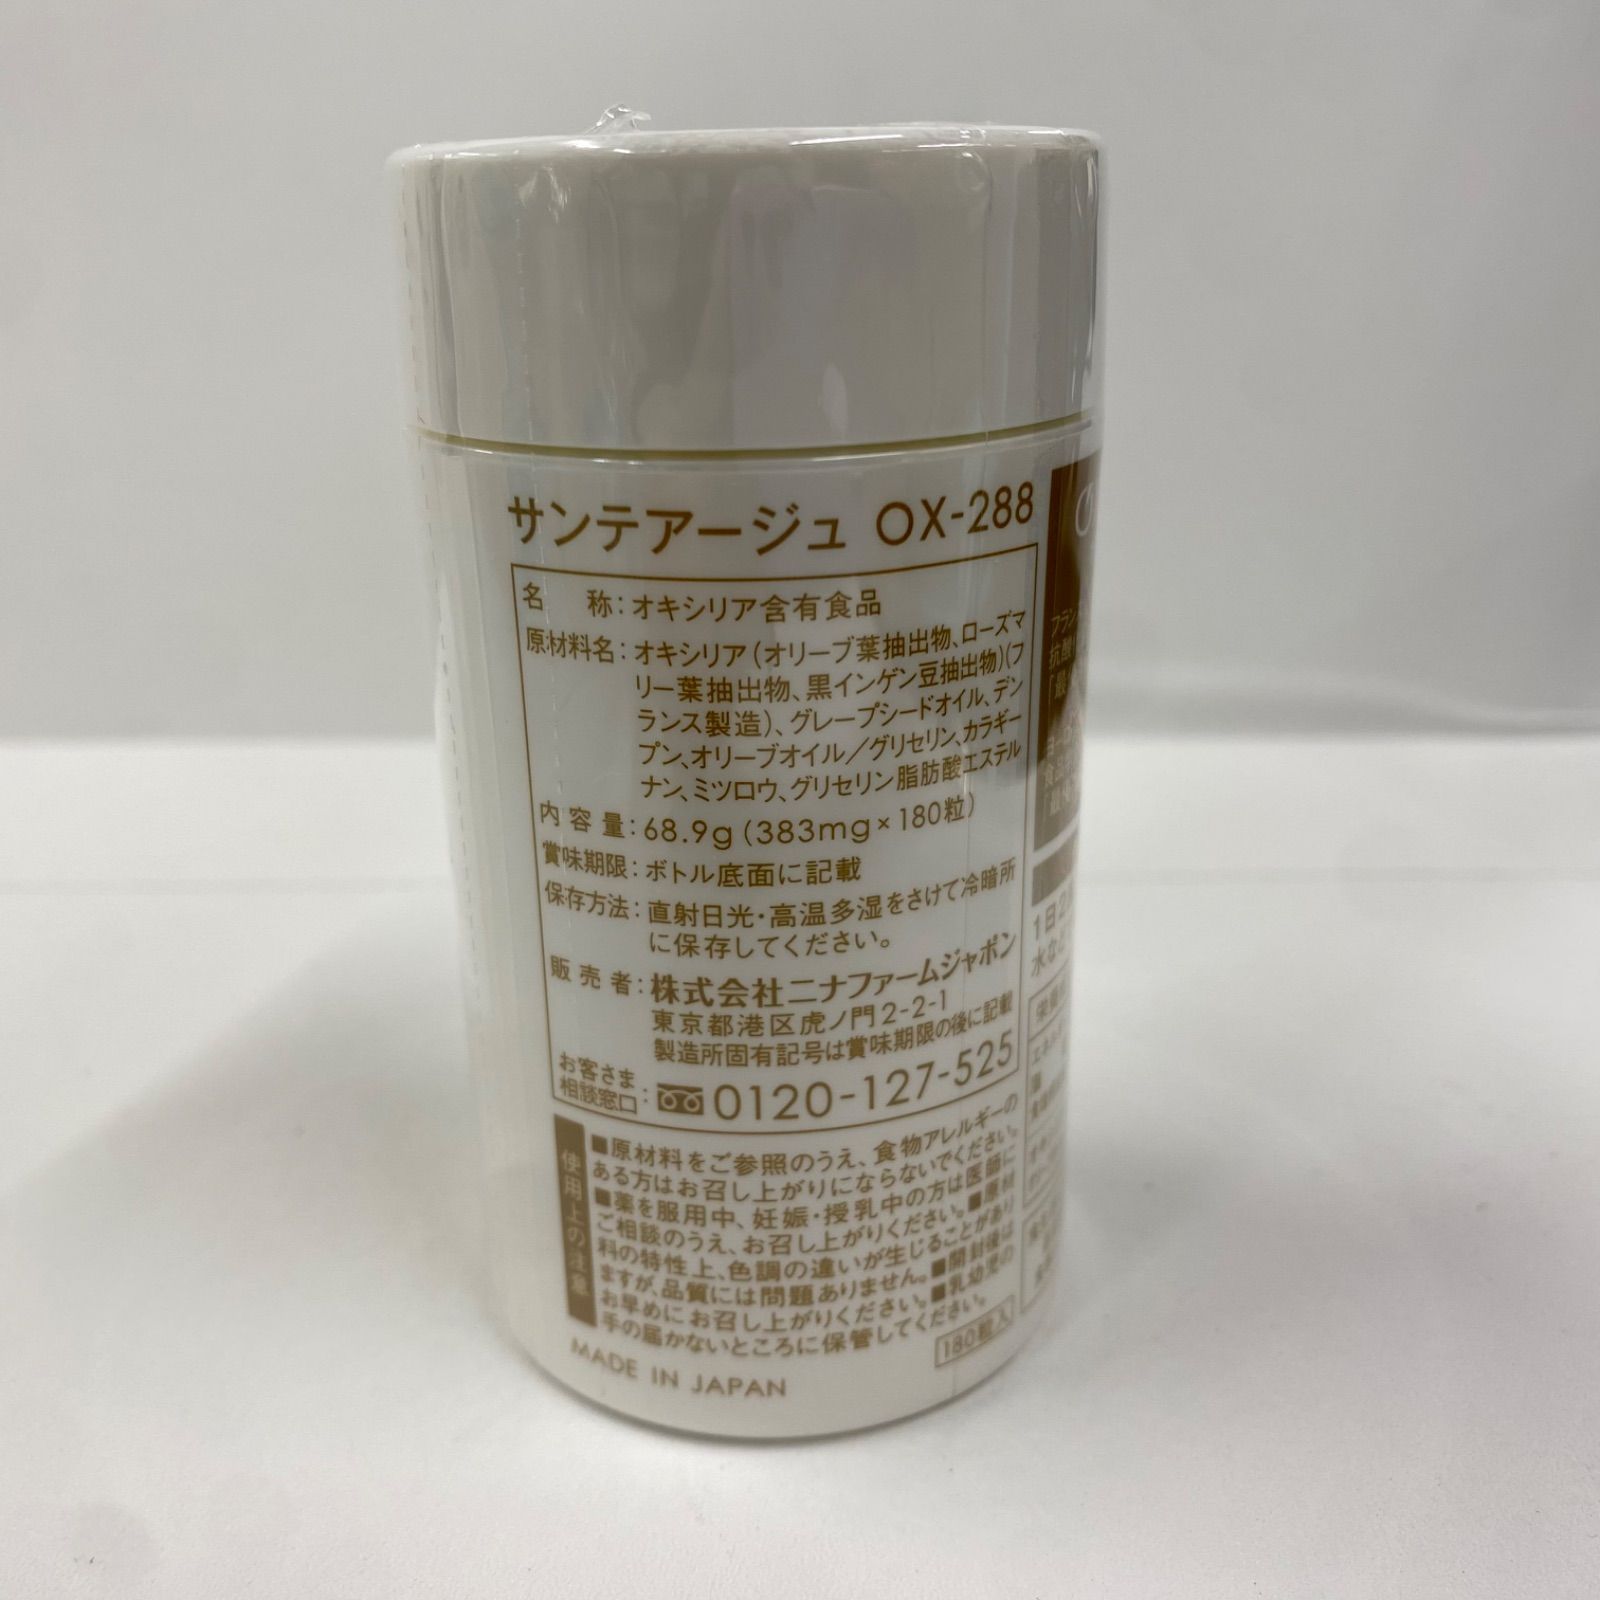 サンテアージュ OX-288
名 称：オキシリア含有食品
原材料名：オキシリア（オリーブ葉抽出物、ローズマ
リー葉抽出物、黒インゲン豆抽出物）（フ
ランス製造）、グレープシードオイル、デン
プン、オリーブオイル／グリセリン、カラギー
ナン、ミツロウ、グリセリン脂肪酸エステル
内容量：68.9g（383mg×180粒）
賞味期限：ボトル底面に記載
保存方法：直射日光・高温多湿をさけて冷暗所
に保存してください。
販売者：株式会社ニナファームジャポン
東京都港区虎ノ門2-2-1
製造所固有記号は賞味期限の後に記載
お客さま
相談窓口：0120-127-525
使用上の注意
■原材料をご参照のうえ、食物アレルギーの
ある方はお召し上がりにならないでください。
■薬を服用中、妊娠・授乳中の方は医師に
ご相談のうえ、お召し上がりください。■原材
料の特性上、色調の違いが生じることがあり
ますが、品質には問題ありません。■開封後は
お早めにお召し上がりください。■乳幼児の
手の届かないところに保管してください。
180粒入
MADE IN JAPAN
フラン
抗酸
「最
食品
1日2
水など